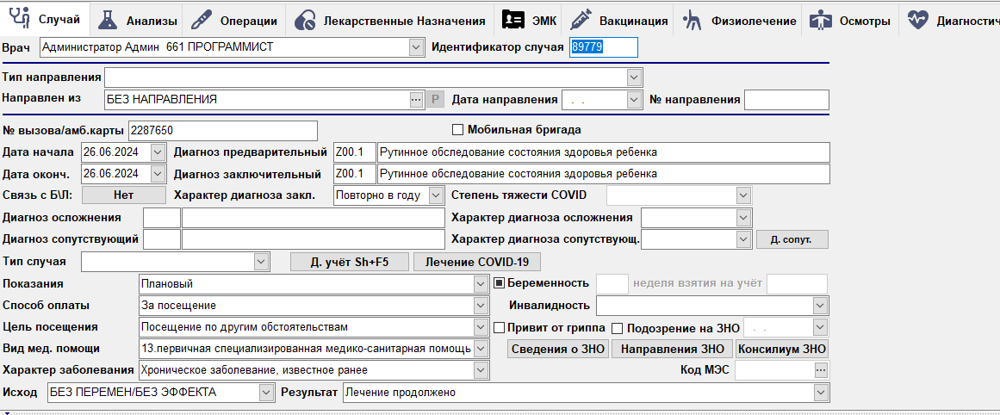 Случай Анализы Операции Лекарственные Назначения ЭМК Вакцинация Физиолечение Осмотры Диагностич
Врач Администратор Админ 661 ПРОГРАММИСТ Идентификатор случая 89779
Тип направления
Направлен из БЕЗ НАПРАВЛЕНИЯ ... Р Дата направления . . № направления
№ вызова/амб.карты 2287650 Мобильная бригада
Дата начала 26.06.2024 Диагноз предварительный Z00.1 Рутинное обследование состояния здоровья ребенка
Дата оконч. 26.06.2024 Диагноз заключительный Z00.1 Рутинное обследование состояния здоровья ребенка
Связь с Б\Л: Нет Характер диагноза закл. Повторно в году Степень тяжести COVID
Диагноз осложнения Характер диагноза осложнения
Диагноз сопутствующий Характер диагноза сопутствующ. Д. сопут.
Тип случая Д. учёт Sh+F5 Лечение COVID-19
Показания Плановый Беременность неделя взятия на учёт
Способ оплаты За посещение Инвалидность
Цель посещения Посещение по другим обстоятельствам Привит от гриппа Подозрение на ЗНО . .
Вид мед. помощи 13.первичная специализированная медико-санитарная помощь Сведения о ЗНО Направления ЗНО Консилиум ЗНО
Характер заболевания Хроническое заболевание, известное ранее Код МЭС ...
Исход БЕЗ ПЕРЕМЕН/БЕЗ ЭФФЕКТА Результат Лечение продолжено